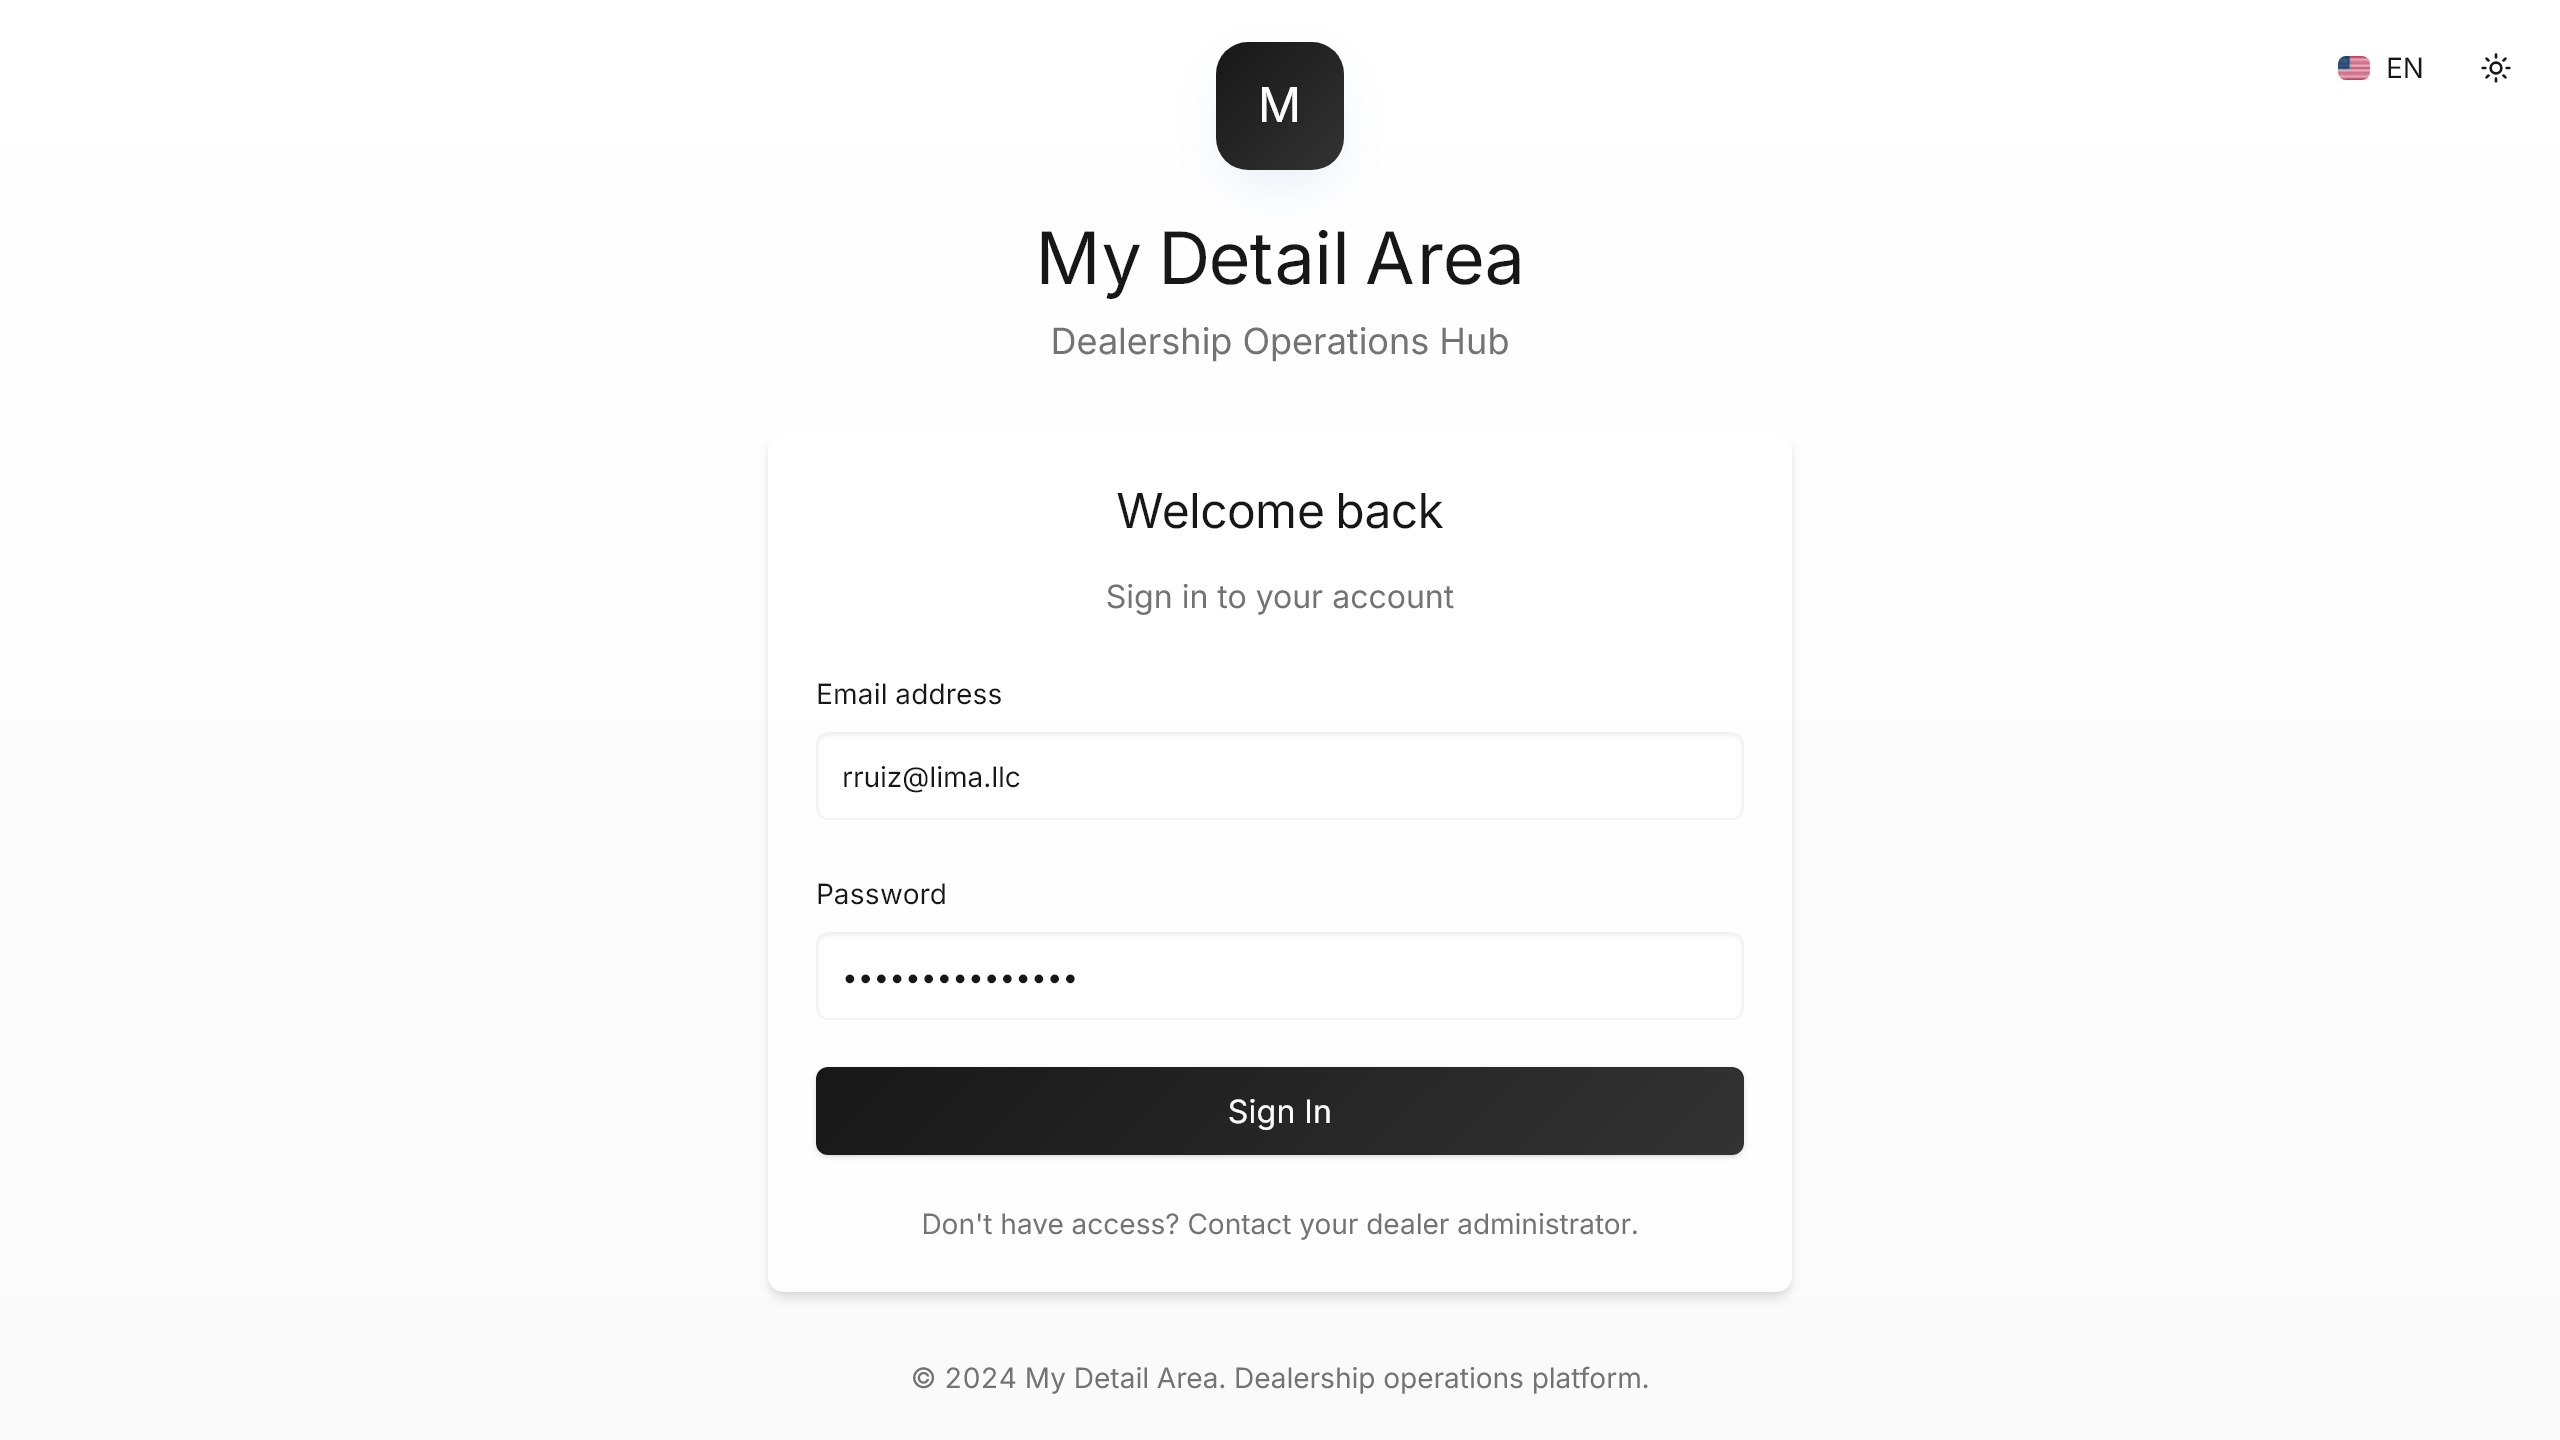 M
EN
My Detail Area
Dealership Operations Hub
Welcome back
Sign in to your account
Email address
rruiz@lima.llc
Password
•••••••••••••••
Sign In
Don't have access? Contact your dealer administrator.
© 2024 My Detail Area. Dealership operations platform.